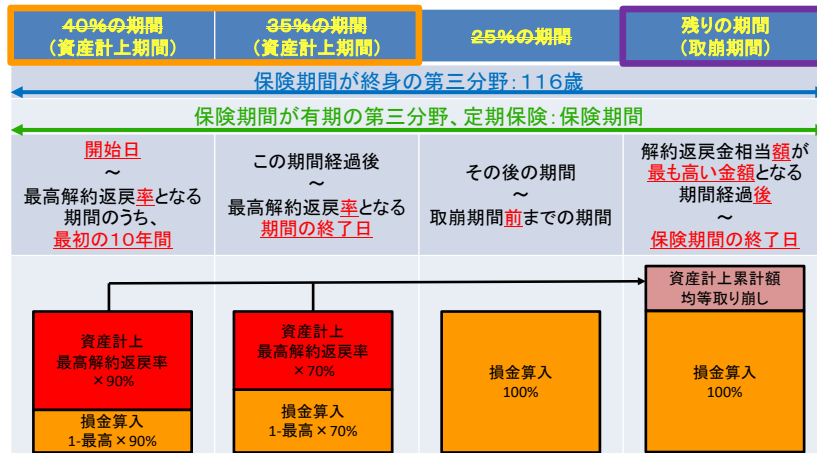 40%の期間
(資産計上期間)
35%の期間
(資産計上期間)
25%の期間
残りの期間
(取崩期間)
保険期間が終身の第三分野:116歳
保険期間が有期の第三分野、定期保険:保険期間
開始日
～
最高解約返戻率となる
期間のうち、
最初の10年間
この期間経過後
～
最高解約返戻率となる
期間の終了日
その後の期間
～
取崩期間前までの期間
解約返戻金相当額が
最も高い金額となる
期間経過後
～
保険期間の終了日
資産計上
最高解約返戻率
×90%
損金算入
1-最高×90%
資産計上
最高解約返戻率
×70%
損金算入
1-最高×70%
損金算入
100%
資産計上累計額
均等取り崩し
損金算入
100%